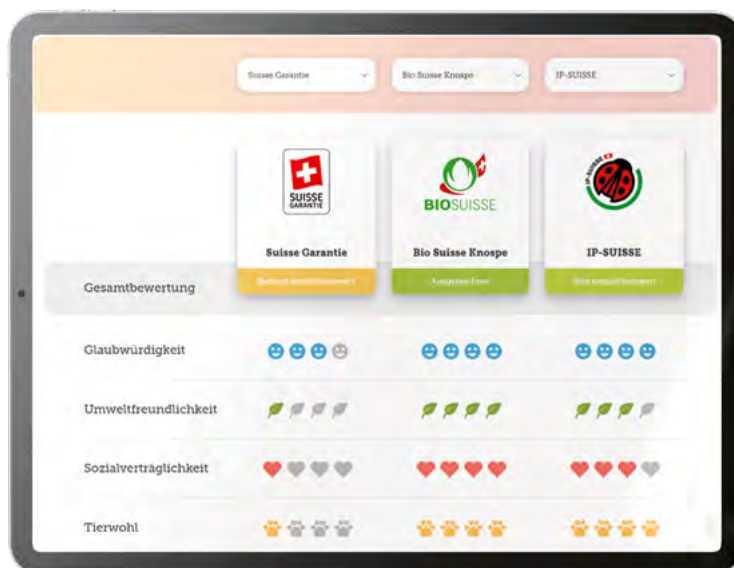 Suisse Garantie
Bio Suisse Knospe
IP-SUISSE
SUISSE
GARANTIE
BIOSUISSE
IP-SUISSE
Suisse Garantie
Bio Suisse Knospe
IP-SUISSE
Gesamtbewertung
Glaubwürdigkeit
Umweltfreundlichkeit
Sozialverträglichkeit
Tierwohl